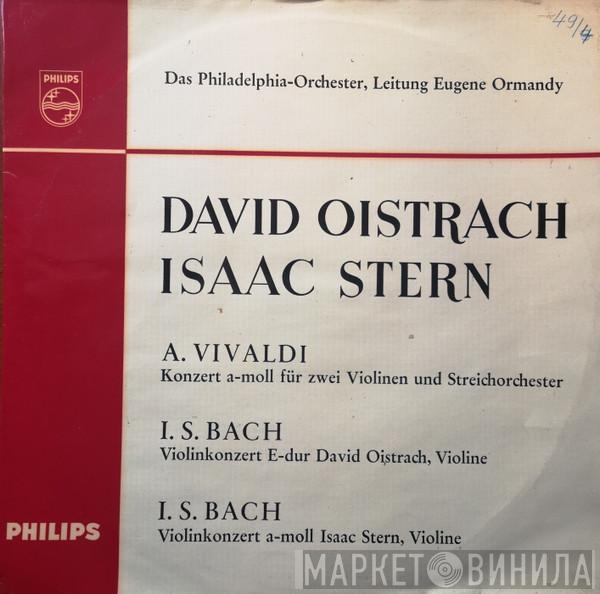 49/4
PHILIPS
Das Philadelphia-Orchester, Leitung Eugene Ormandy
DAVID OISTRACH
ISAAC STERN
A. VIVALDI
Konzert a-moll für zwei Violinen und Streichorchester
I. S. BACH
Violinkonzert E-dur David Oistrach, Violine
I. S. BACH
Violinkonzert a-moll Isaac Stern, Violine
PHILIPS
МАРКЕТ ВИНИЛА